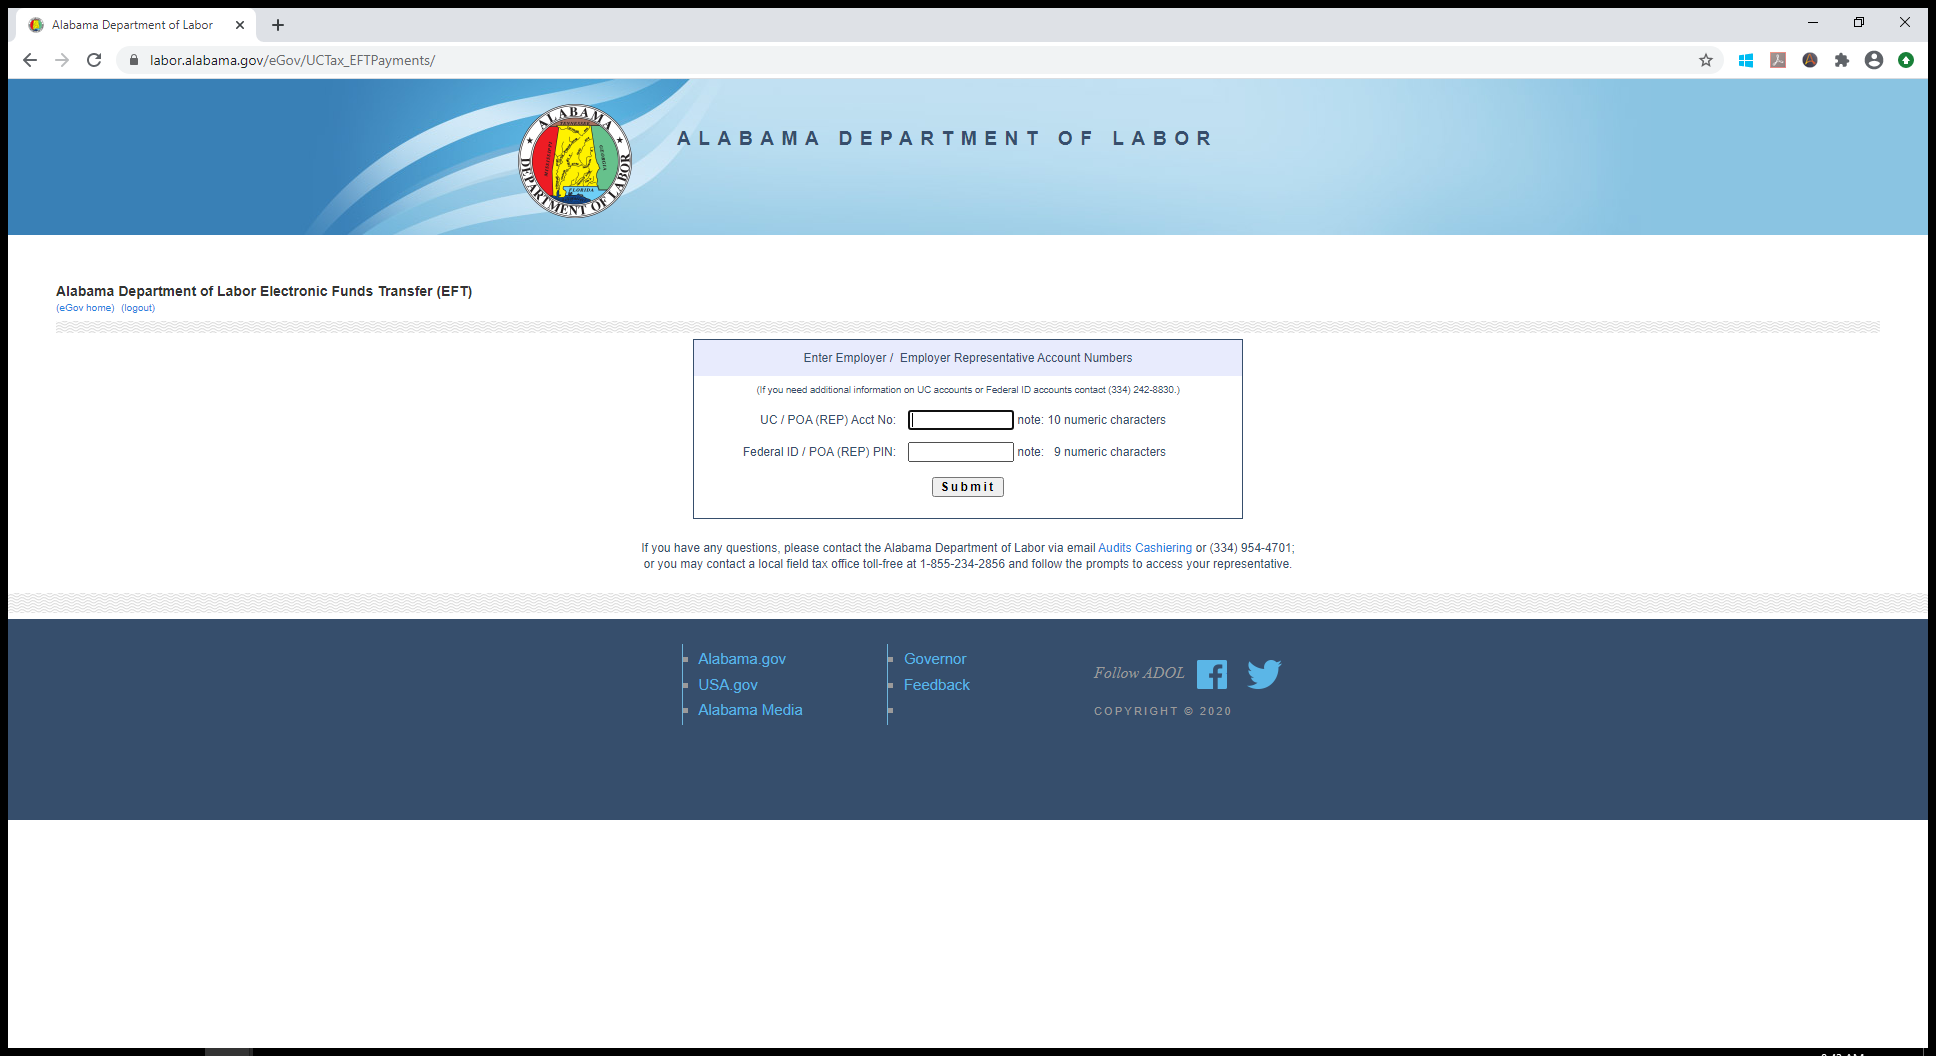 Alabama Department of Labor
labor.alabama.gov/eGov/UCTax_EFTPayments/
ALABAMA DEPARTMENT OF LABOR
TENNESSEE
MISSISSIPPI
GEORGIA
FLORIDA
ALABAMA DEPARTMENT OF LABOR
Alabama Department of Labor Electronic Funds Transfer (EFT)
(eGov home) (logout)
Enter Employer / Employer Representative Account Numbers
(If you need additional information on UC accounts or Federal ID accounts contact (334) 242-8830.)
UC / POA (REP) Acct No: note: 10 numeric characters
Federal ID / POA (REP) PIN: note: 9 numeric characters
Submit
If you have any questions, please contact the Alabama Department of Labor via email Audits Cashiering or (334) 954-4701;
or you may contact a local field tax office toll-free at 1-855-234-2856 and follow the prompts to access your representative.
Alabama.gov
USA.gov
Alabama Media
Governor
Feedback
Follow ADOL
COPYRIGHT © 2020